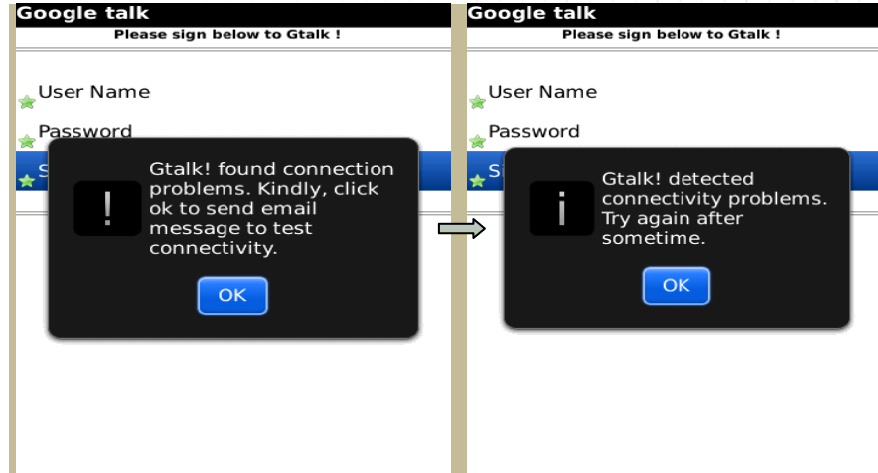 Google talk
Please sign below to Gtalk !
User Name
Password
S
!
Gtalk! found connection
problems. Kindly, click
ok to send email
message to test
connectivity.
OK
Google talk
Please sign below to Gtalk !
User Name
Password
Si
i
Gtalk! detected
connectivity problems.
Try again after
sometime.
OK